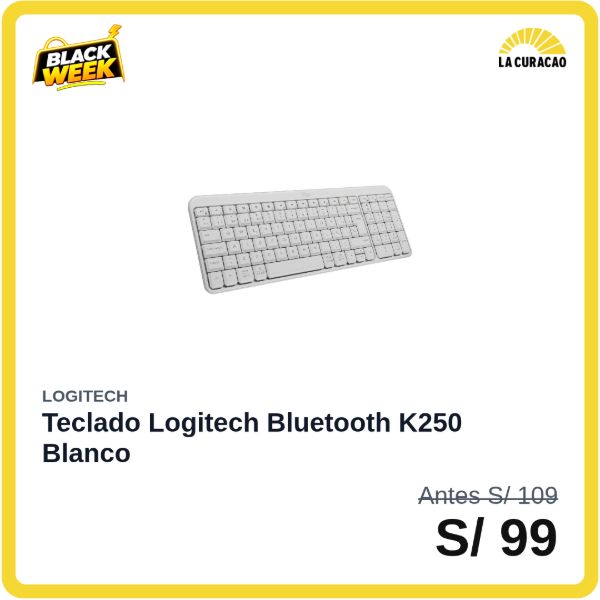 BLACK
WEEK
LA CURACAO
LOGITECH
Teclado Logitech Bluetooth K250
Blanco
Antes S/ 109
S/ 99